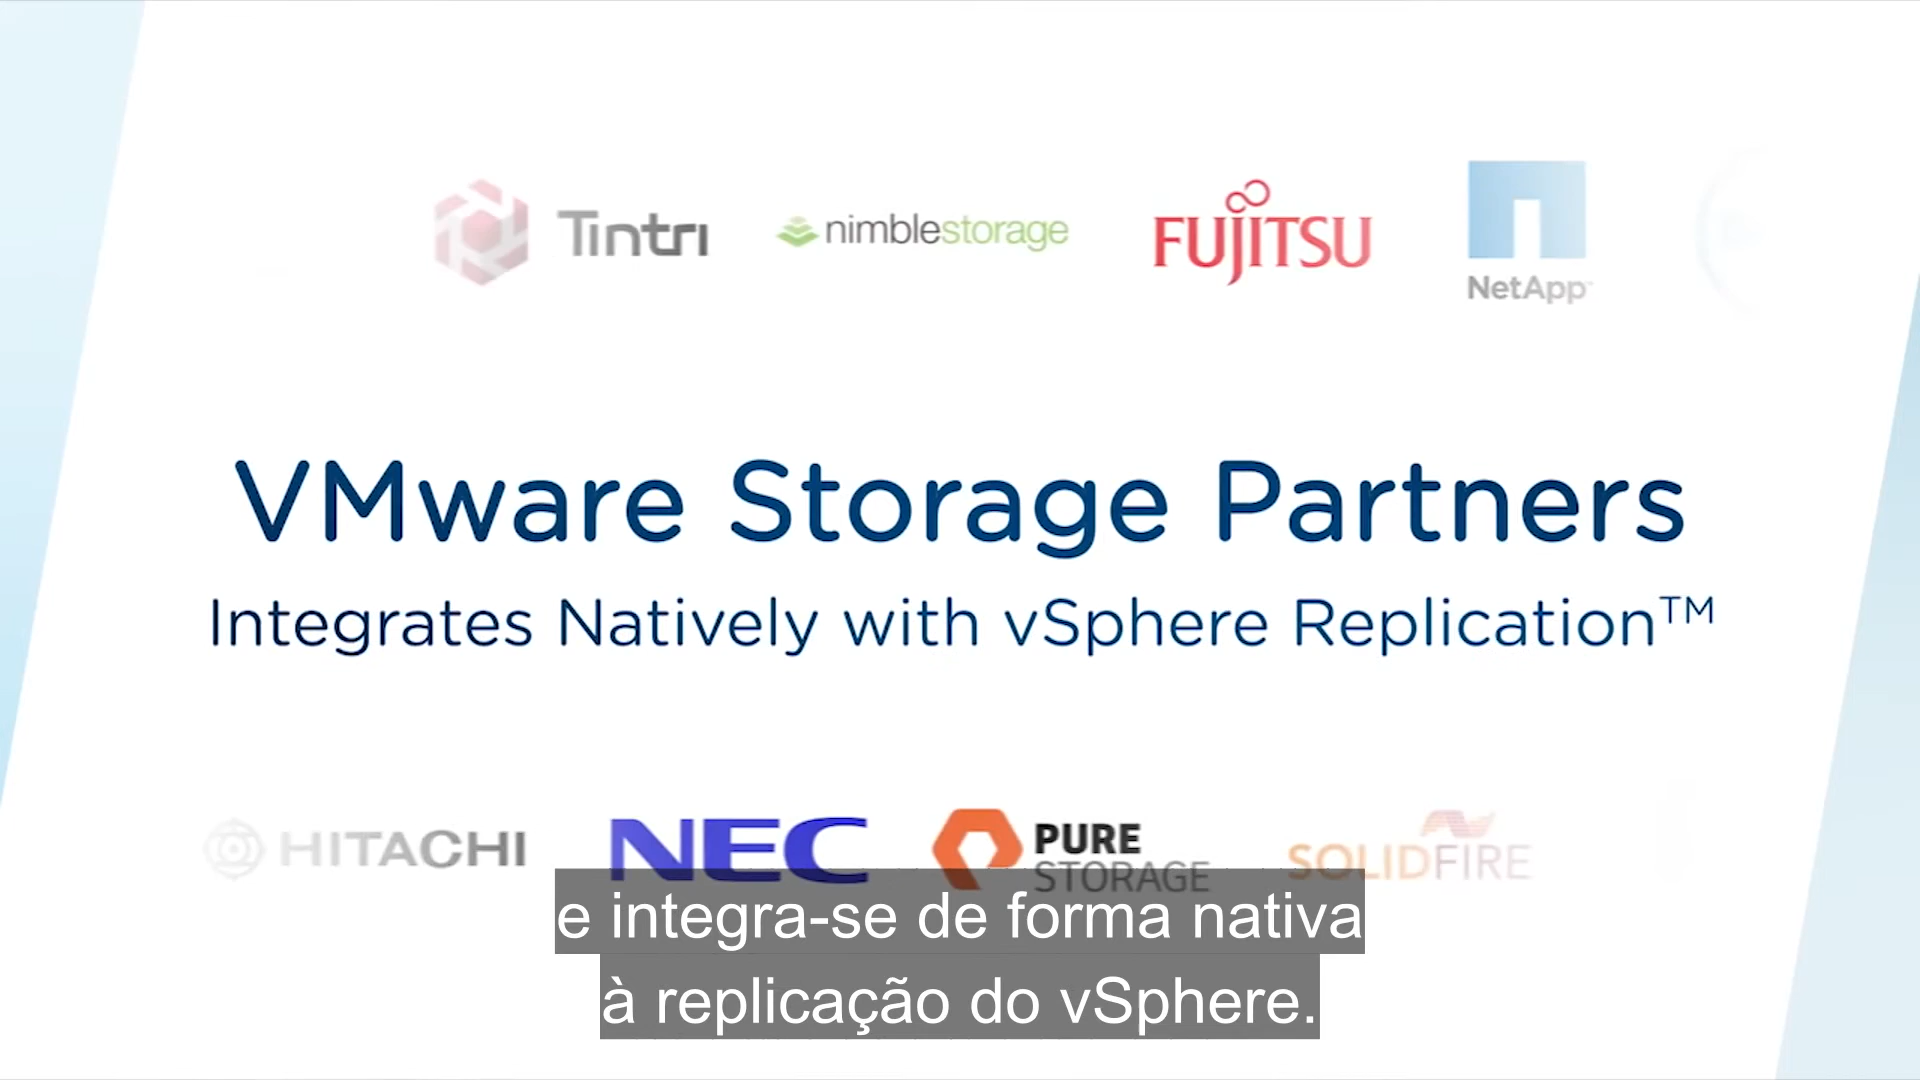 Tintri
nimblestorage
FUJITSU
NetApp
VMware Storage Partners
Integrates Natively with vSphere Replication™
HITACHI
NEC
PURE
STORAGE
SOLIDFIRE
e integra-se de forma nativa
à replicação do vSphere.